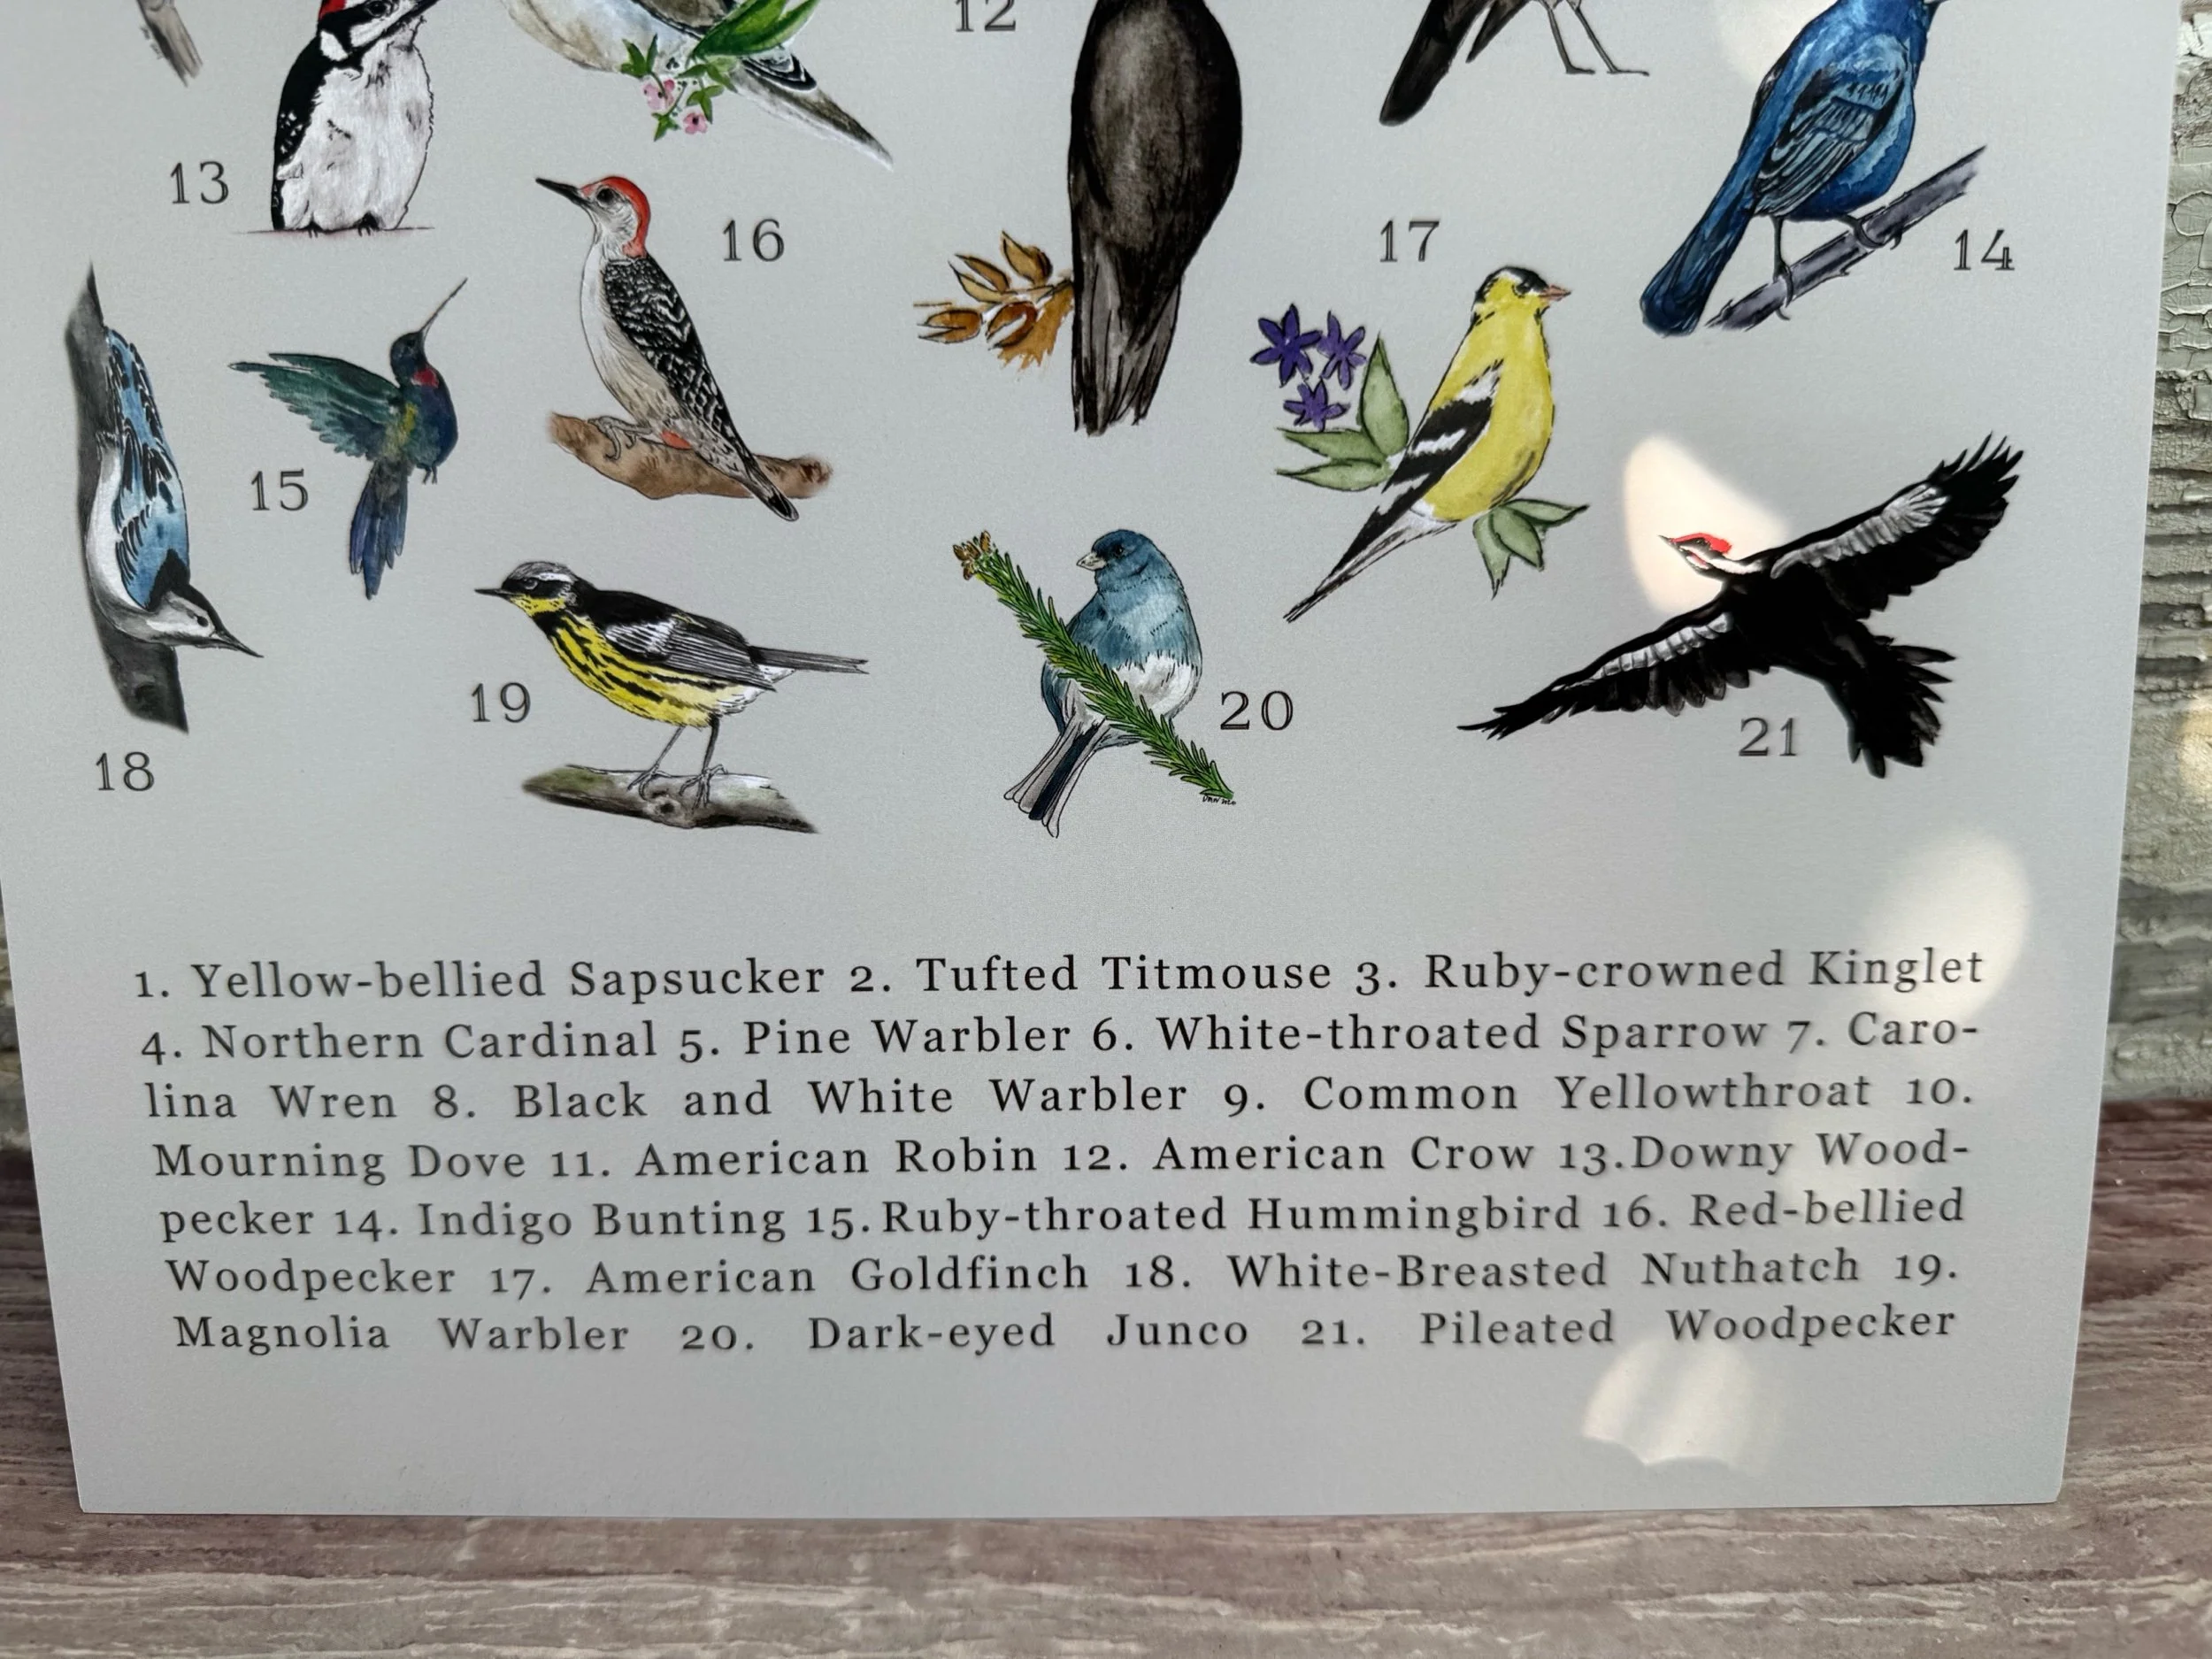 12
13
16
17
14
15
19
20
21
18
1. Yellow-bellied Sapsucker 2. Tufted Titmouse 3. Ruby-crowned Kinglet
4. Northern Cardinal 5. Pine Warbler 6. White-throated Sparrow 7. Caro-
lina Wren 8. Black and White Warbler 9. Common Yellowthroat 10.
Mourning Dove 11. American Robin 12. American Crow 13.Downy Wood-
pecker 14. Indigo Bunting 15.Ruby-throated Hummingbird 16. Red-bellied
Woodpecker 17. American Goldfinch 18. White-Breasted Nuthatch 19.
Magnolia Warbler 20. Dark-eyed Junco 21. Pileated Woodpecker